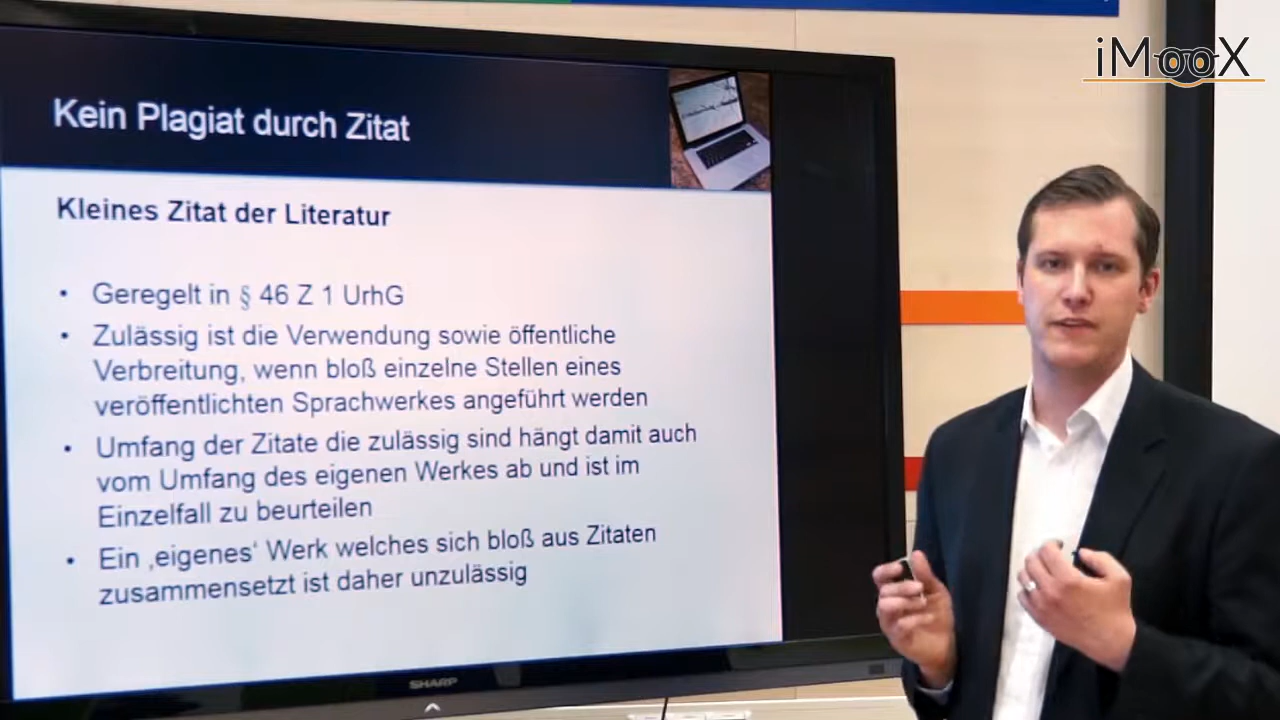 iMooX
Kein Plagiat durch Zitat
Kleines Zitat der Literatur
• Geregelt in § 46 Z 1 UrhG
• Zulässig ist die Verwendung sowie öffentliche
Verbreitung, wenn bloß einzelne Stellen eines
veröffentlichten Sprachwerkes angeführt werden
• Umfang der Zitate die zulässig sind hängt damit auch
vom Umfang des eigenen Werkes ab und ist im
Einzelfall zu beurteilen
• Ein ‚eigenes‘ Werk welches sich bloß aus Zitaten
zusammensetzt ist daher unzulässig
SHARP